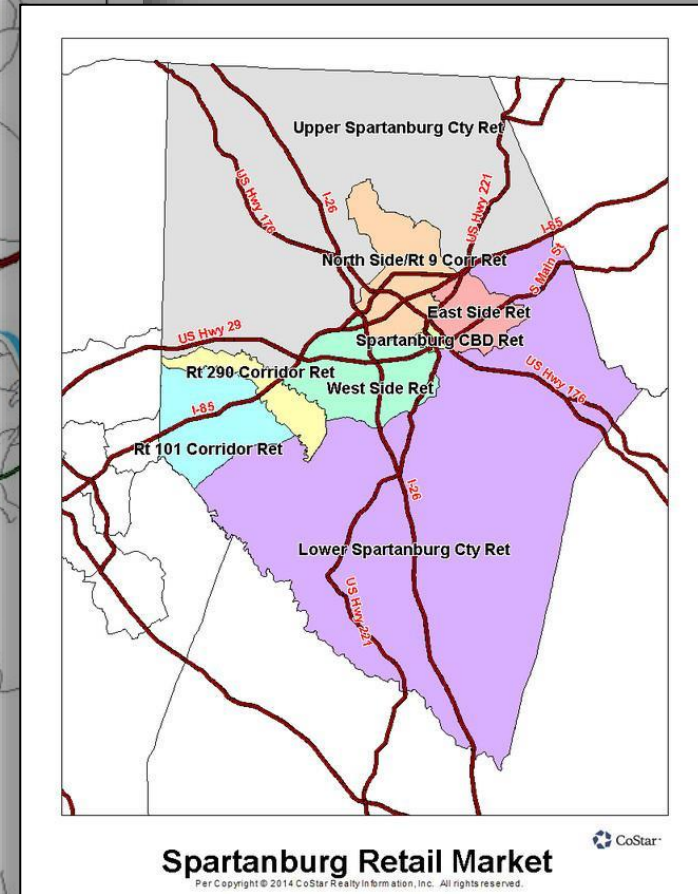 Upper Spartanburg Cty Ret
US Hwy 176
I-26
US Hwy 221
I-85
North Side/Rt 9 Corr Ret
S Main St
East Side Ret
US Hwy 29
Spartanburg CBD Ret
Rt 290 Corridor Ret
West Side Ret
US Hwy 176
I-85
Rt 101 Corridor Ret
I-26
Lower Spartanburg Cty Ret
US Hwy 221
CoStar
Spartanburg Retail Market
Per Copyright © 2014 CoStar Realty Information, Inc. All rights reserved.